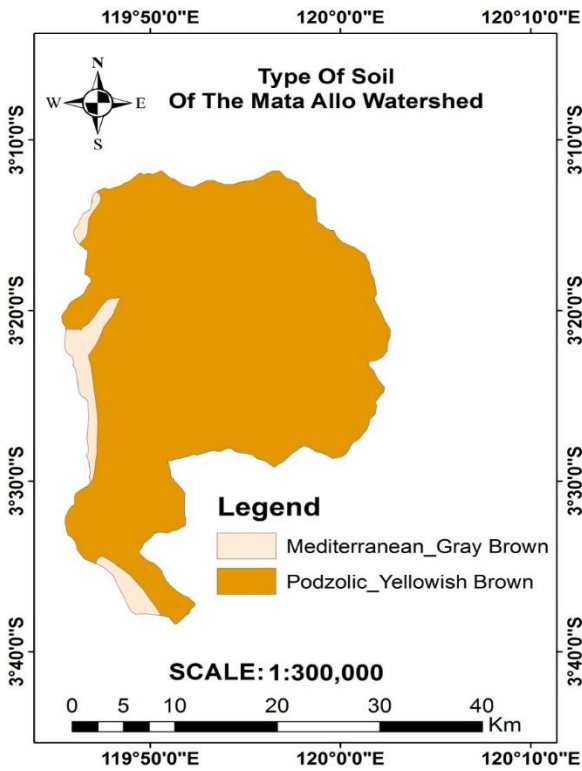 119°50'0"E 120°0'0"E 120°10'0"E
Type Of Soil
Of The Mata Allo Watershed
N
W E
S
3°10'0"S 3°10'0"S
3°20'0"S 3°20'0"S
3°30'0"S 3°30'0"S
Legend
Mediterranean_Gray Brown
Podzolic_Yellowish Brown
3°40'0"S 3°40'0"S
SCALE: 1:300,000
0 5 10 20 30 40
Km
119°50'0"E 120°0'0"E 120°10'0"E